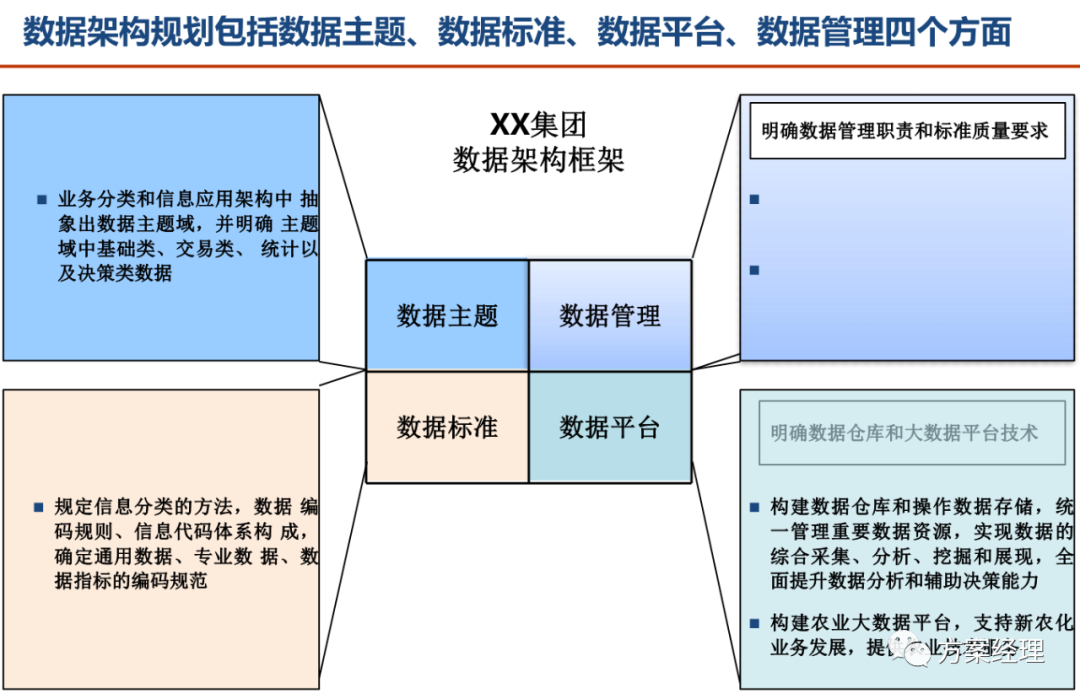 数据架构规划包括数据主题、数据标准、数据平台、数据管理四个方面
XX集团
数据架构框架
业务分类和信息应用架构中 抽
象出数据主题域，并明确 主题
域中基础类、交易类、 统计以
及决策类数据
明确数据管理职责和标准质量要求
数据主题
数据管理
数据标准
数据平台
规定信息分类的方法，数据 编
码规则、信息代码体系构 成，
确定通用数据、专业数 据、数
据指标的编码规范
明确数据仓库和大数据平台技术
构建数据仓库和操作数据存储，统
一管理重要数据资源，实现数据的
综合采集、分析、挖掘和展现，全
面提升数据分析和辅助决策能力
构建农业大数据平台，支持新农化
业务发展，提
方案经理